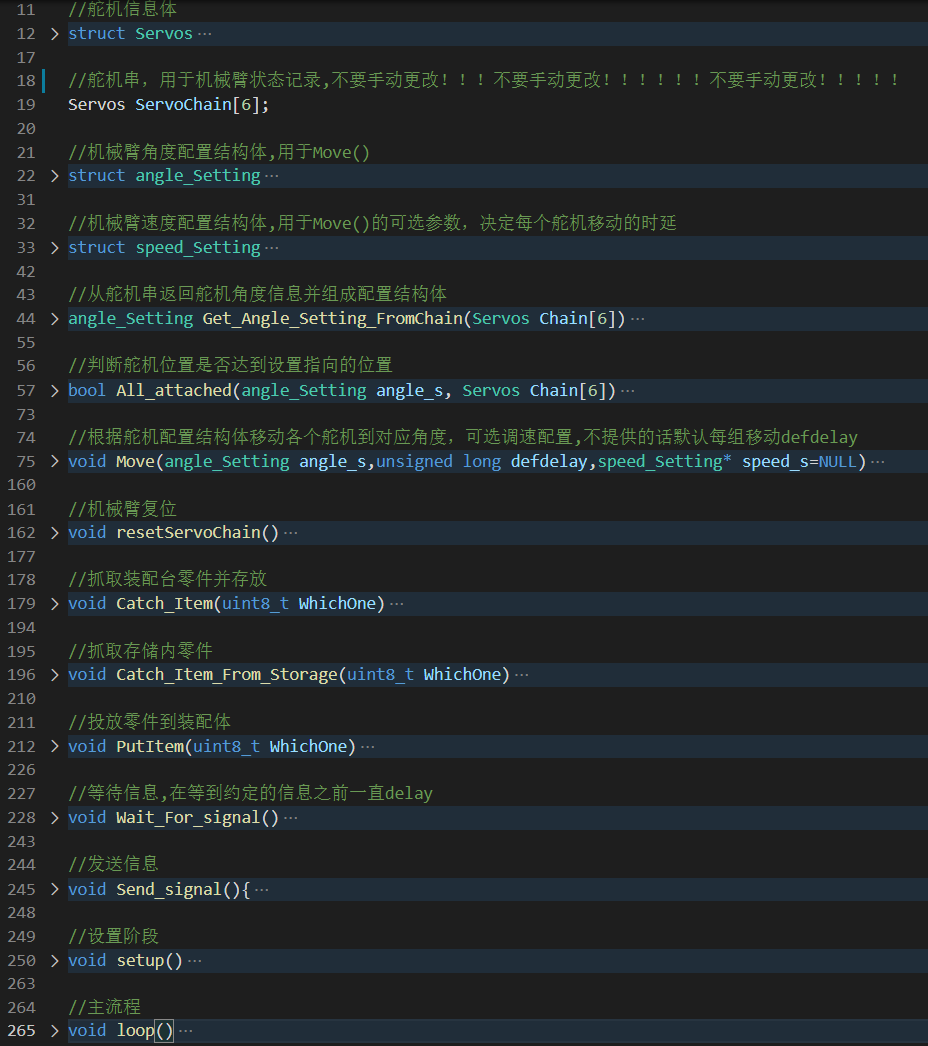 11 //舵机信息体
12 > struct Servos ···
17
18 //舵机串，用于机械臂状态记录,不要手动更改！！！不要手动更改！！！！！！不要手动更改！！！！！
19 Servos ServoChain[6];
20
21 //机械臂角度配置结构体,用于Move()
22 > struct angle_Setting ···
31
32 //机械臂速度配置结构体,用于Move()的可选参数，决定每个舵机移动的时延
33 > struct speed_Setting ···
42
43 //从舵机串返回舵机角度信息并组成配置结构体
44 > angle_Setting Get_Angle_Setting_FromChain(Servos Chain[6]) ···
55
56 //判断舵机位置是否达到设置指向的位置
57 > bool All_attached(angle_Setting angle_s, Servos Chain[6]) ···
73
74 //根据舵机配置结构体移动各个舵机到对应角度，可选调速配置,不提供的话默认每组移动defdelay
75 > void Move(angle_Setting angle_s,unsigned long defdelay,speed_Setting* speed_s=NULL) ···
160
161 //机械臂复位
162 > void resetServoChain() ···
177
178 //抓取装配台零件并存放
179 > void Catch_Item(uint8_t WhichOne) ···
194
195 //抓取存储内零件
196 > void Catch_Item_From_Storage(uint8_t WhichOne) ···
210
211 //投放零件到装配体
212 > void PutItem(uint8_t WhichOne) ···
226
227 //等待信息,在等到约定的信息之前一直delay
228 > void Wait_For_signal() ···
243
244 //发送信息
245 > void Send_signal(){ ···
248
249 //设置阶段
250 > void setup() ···
263
264 //主流程
265 > void loop() ···